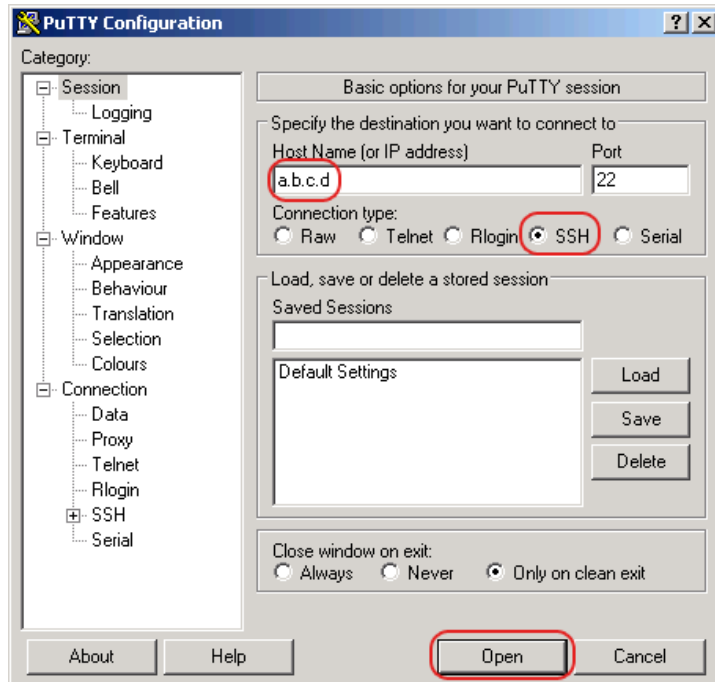 PuTTY Configuration
? X
Category:
Session
Logging
Terminal
Keyboard
Bell
Features
Window
Appearance
Behaviour
Translation
Selection
Colours
Connection
Data
Proxy
Telnet
Rlogin
SSH
Serial
Basic options for your PuTTY session
Specify the destination you want to connect to
Host Name (or IP address) Port
a.b.c.d 22
Connection type:
Raw Telnet Rlogin SSH Serial
Load, save or delete a stored session
Saved Sessions
Default Settings
Load
Save
Delete
Close window on exit:
Always Never Only on clean exit
About Help Open Cancel